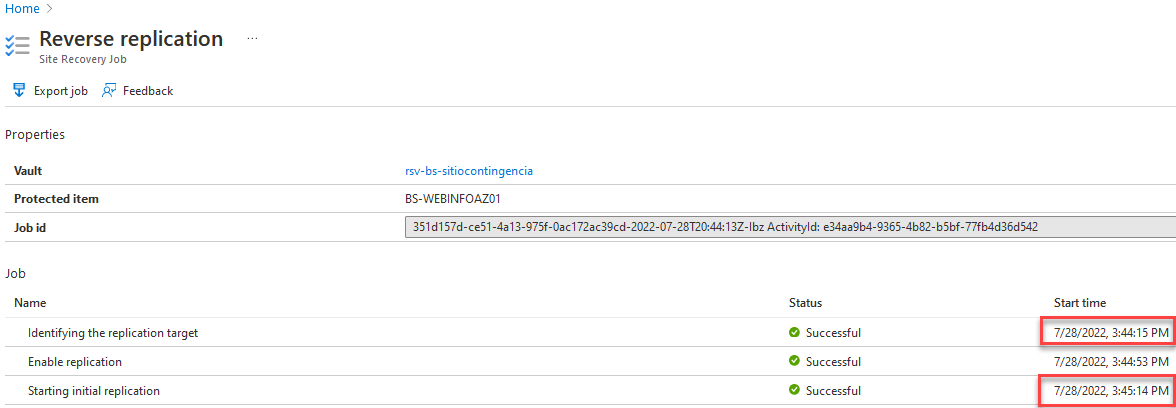 Home
Reverse replication ...
Site Recovery Job
Export job Feedback
Properties
Vault rsv-bs-sitiocontingencia
Protected item BS-WEBINFOAZ01
Job id 351d157d-ce51-4a13-975f-0ac172ac39cd-2022-07-28T20:44:13Z-Ibz ActivityId: e34aa9b4-9365-4b82-b5bf-77fb4d36d542
Job
Name Status Start time
Identifying the replication target Successful 7/28/2022, 3:44:15 PM
Enable replication Successful 7/28/2022, 3:44:53 PM
Starting initial replication Successful 7/28/2022, 3:45:14 PM